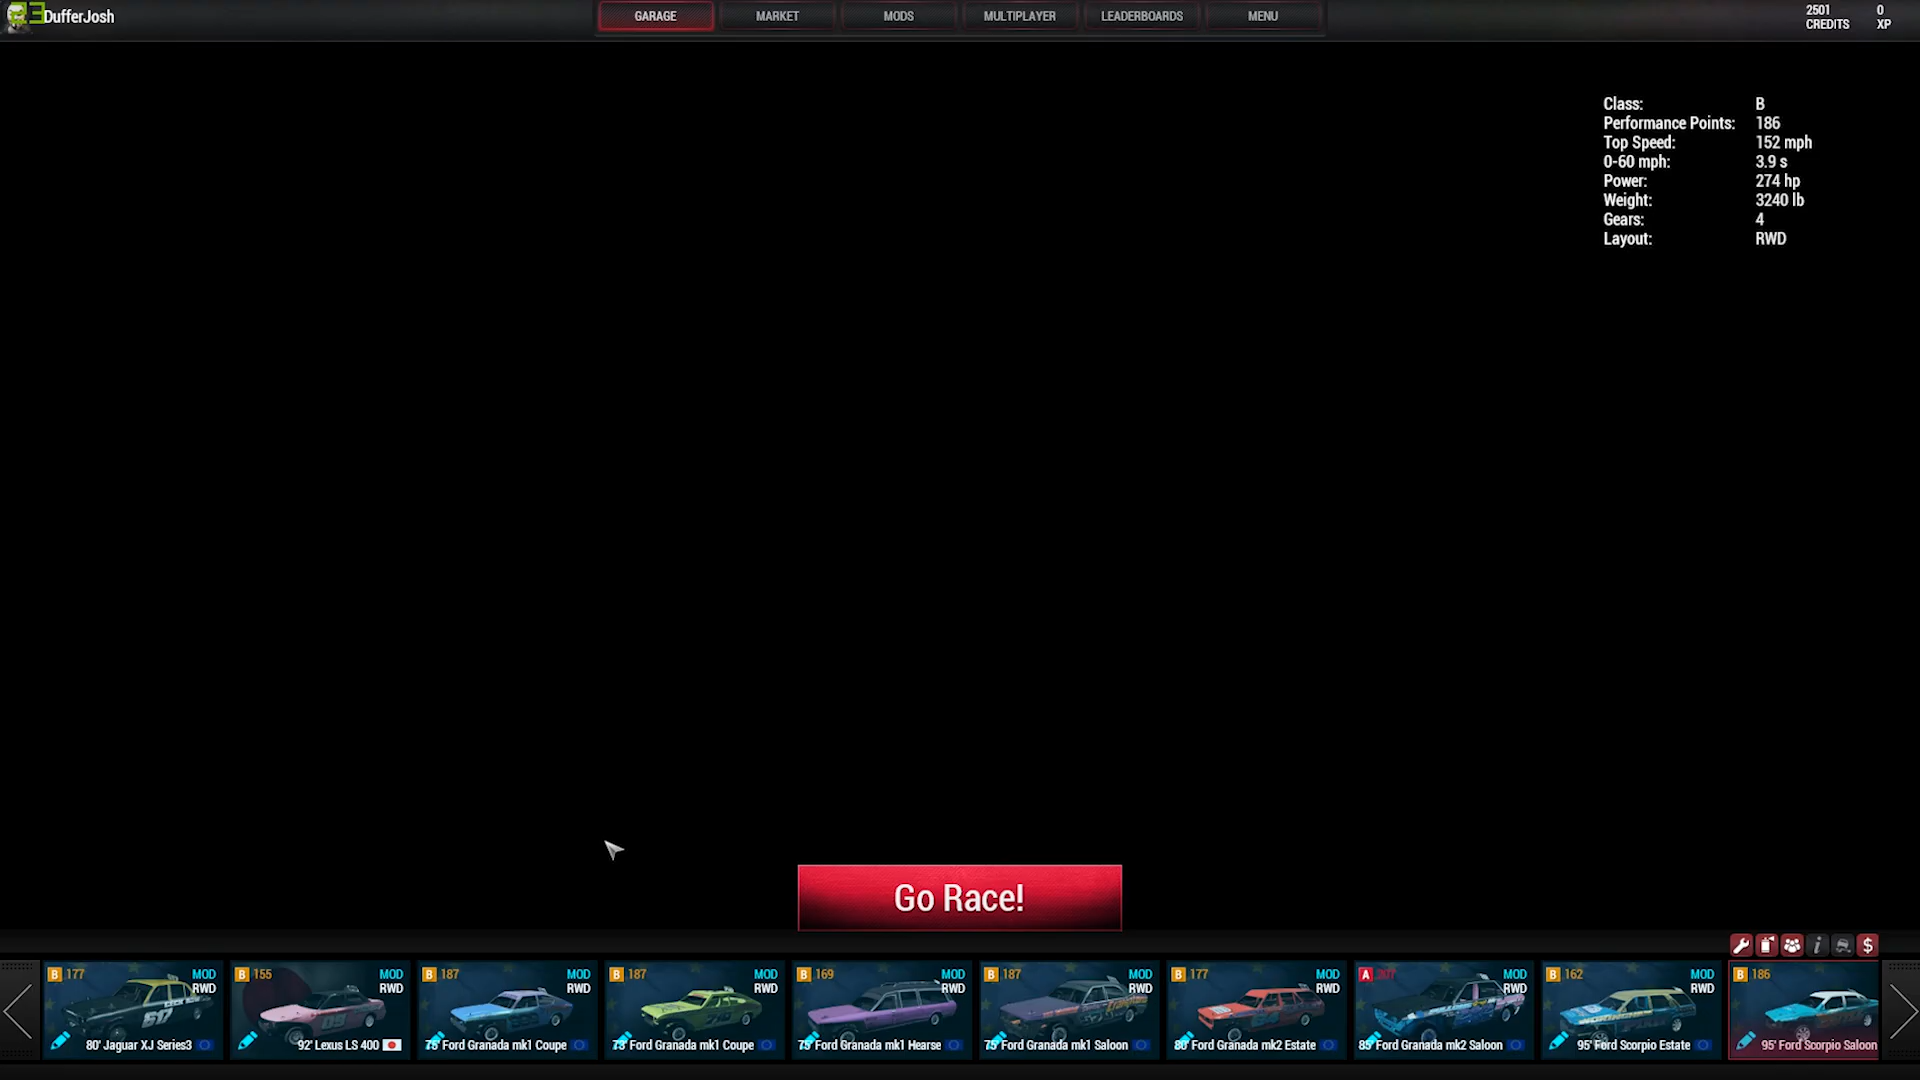 23 DufferJosh
GARAGE
MARKET
MODS
MULTIPLAYER
LEADERBOARDS
MENU
2501
CREDITS
0
XP
Class: B
Performance Points: 186
Top Speed: 152 mph
0-60 mph: 3.9 s
Power: 274 hp
Weight: 3240 lb
Gears: 4
Layout: RWD
Go Race!
B 177 MOD
RWD
617
80' Jaguar XJ Series3
B 155 MOD
RWD
09
92' Lexus LS 400
B 187 MOD
RWD
75' Ford Granada mk1 Coupe
B 187 MOD
RWD
73' Ford Granada mk1 Coupe
B 169 MOD
RWD
75' Ford Granada mk1 Hearse
B 187 MOD
RWD
75' Ford Granada mk1 Saloon
B 177 MOD
RWD
Ford Granada mk2 Estate
A 207 MOD
RWD
Ford Granada mk2 Saloon
B 162 MOD
RWD
95' Ford Scorpio Estate
B 186
95' Ford Scorpio Saloon